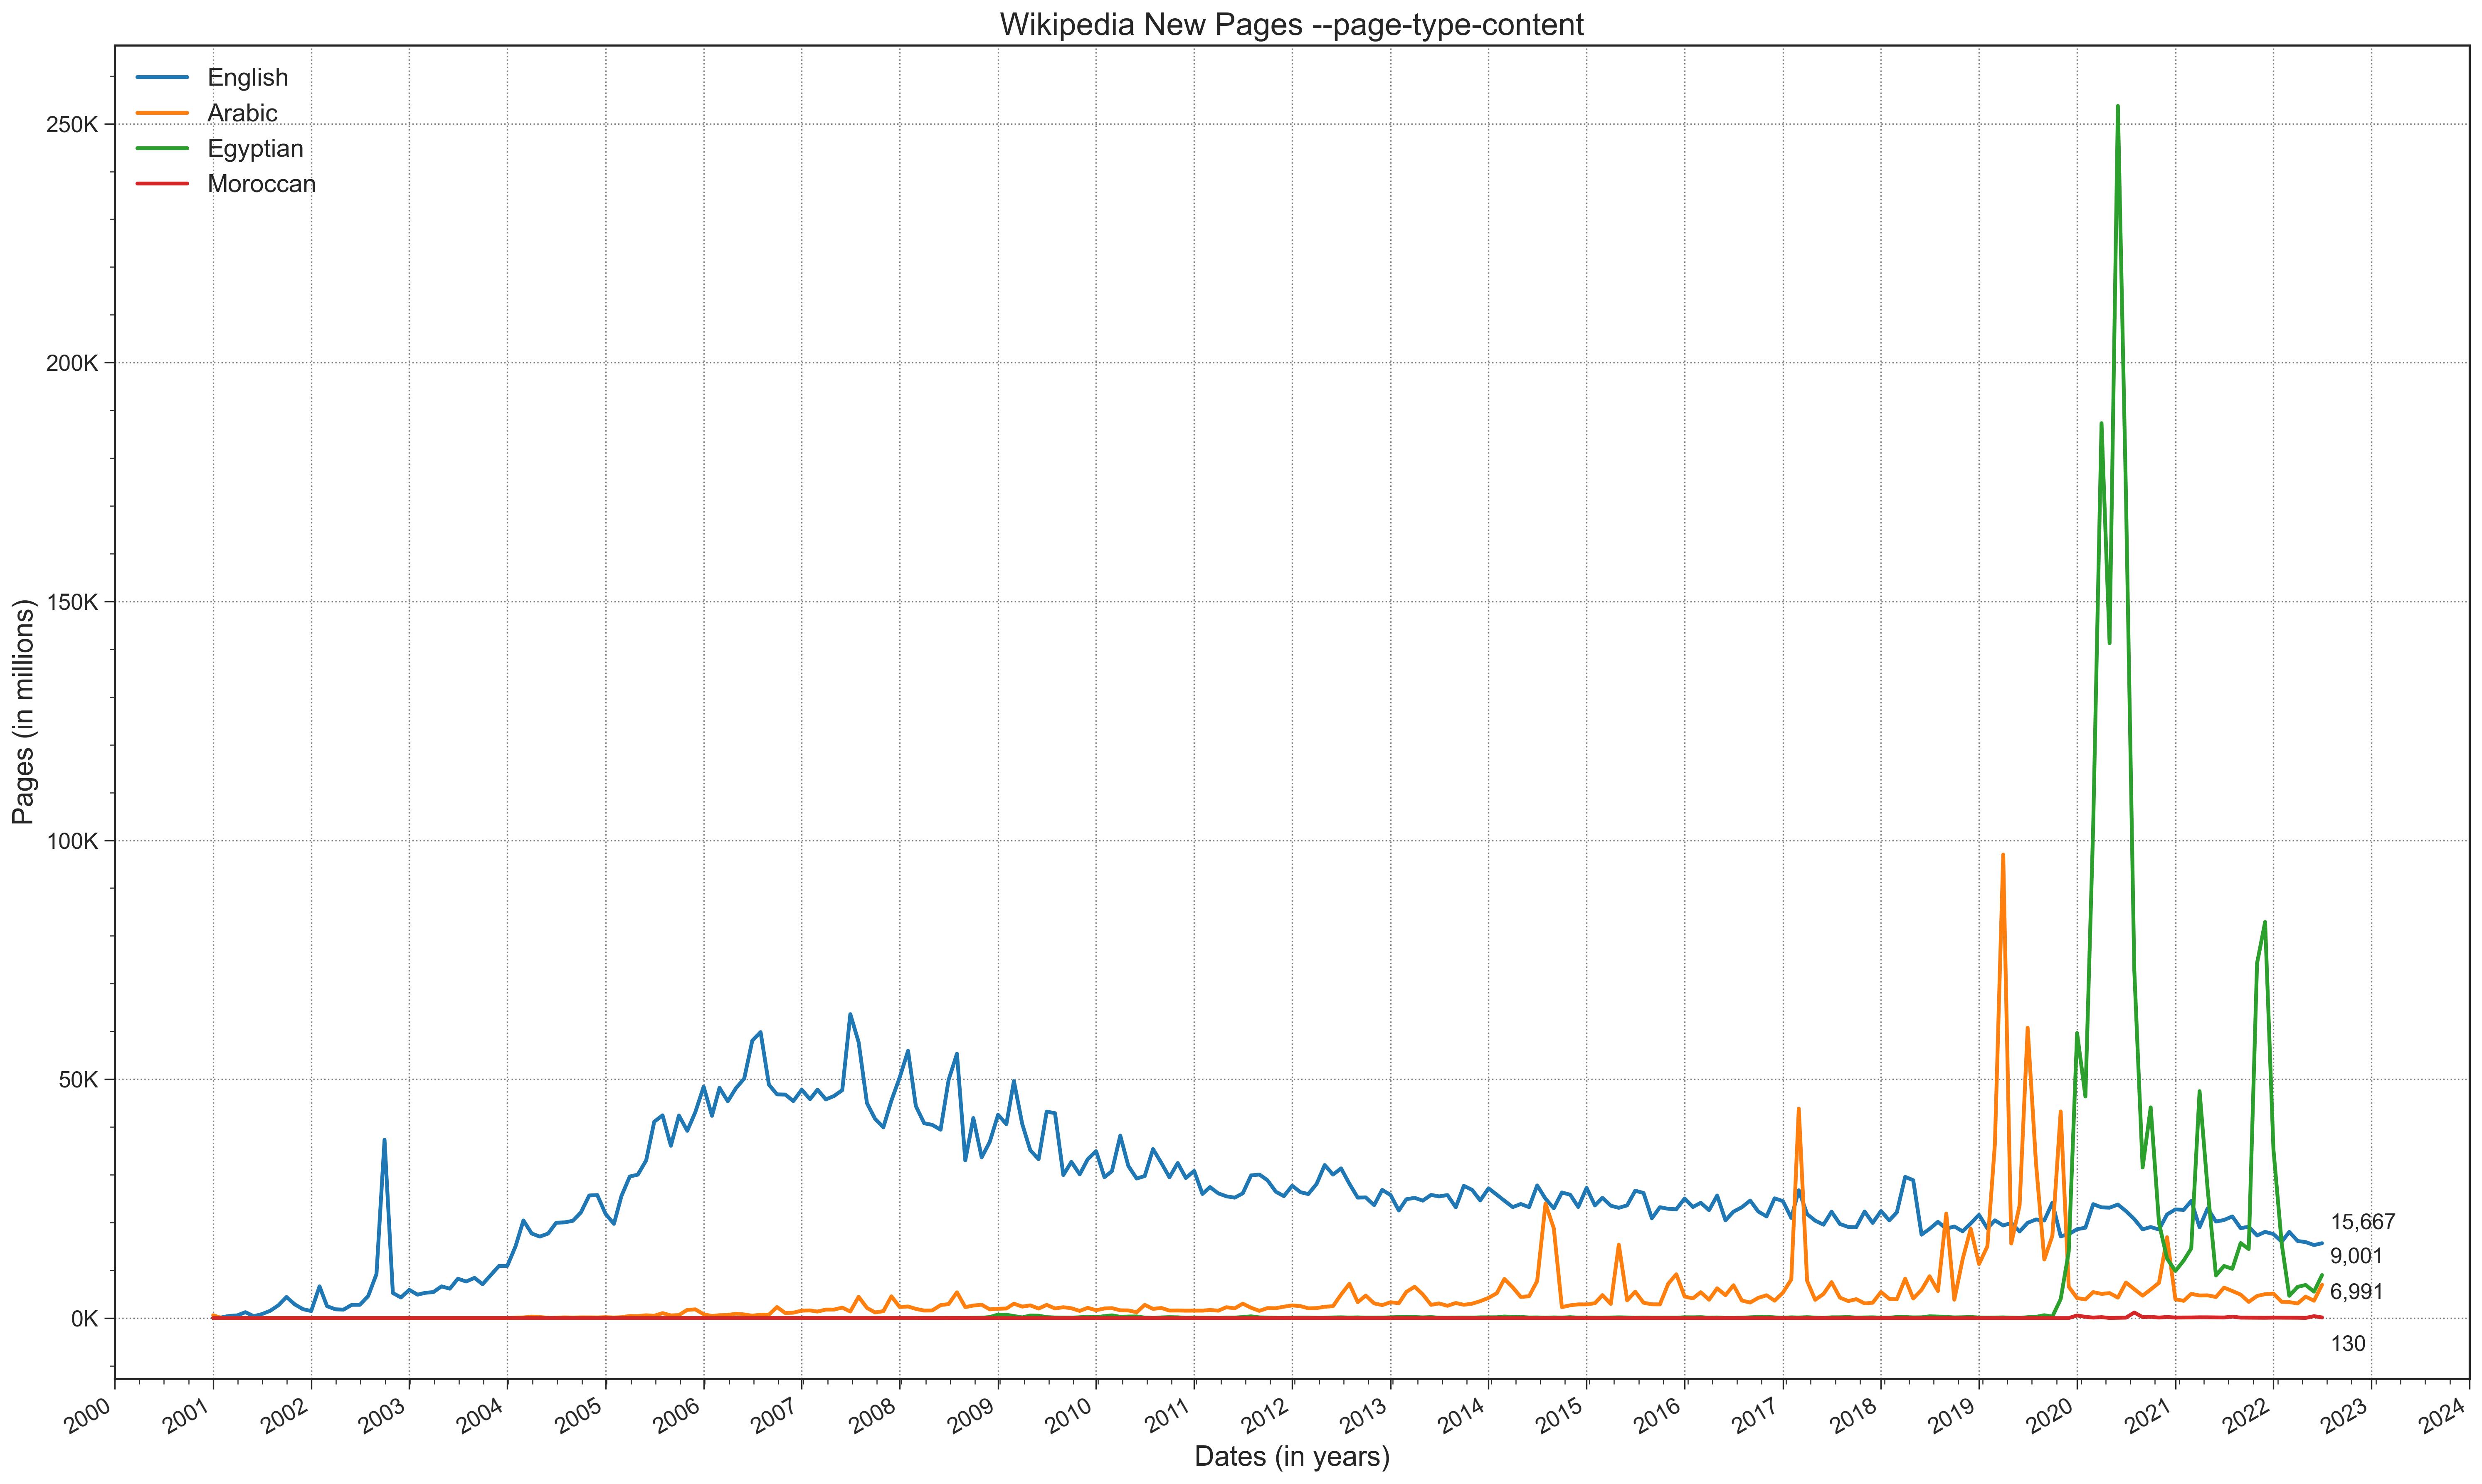 Wikipedia New Pages --page-type-content
English
Arabic
Egyptian
Moroccan
250K
200K
150K
100K
50K
0K
Pages (in millions)
15,667
9,001
6,991
130
2000
2001
2002
2003
2004
2005
2006
2007
2008
2009
2010
2011
2012
2013
2014
2015
2016
2017
2018
2019
2020
2021
2022
2023
2024
Dates (in years)